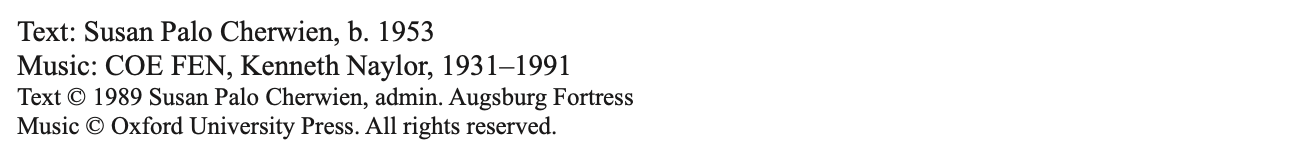 Text: Susan Palo Cherwien, b. 1953
Music: COE FEN, Kenneth Naylor, 1931–1991
Text © 1989 Susan Palo Cherwien, admin. Augsburg Fortress
Music © Oxford University Press. All rights reserved.